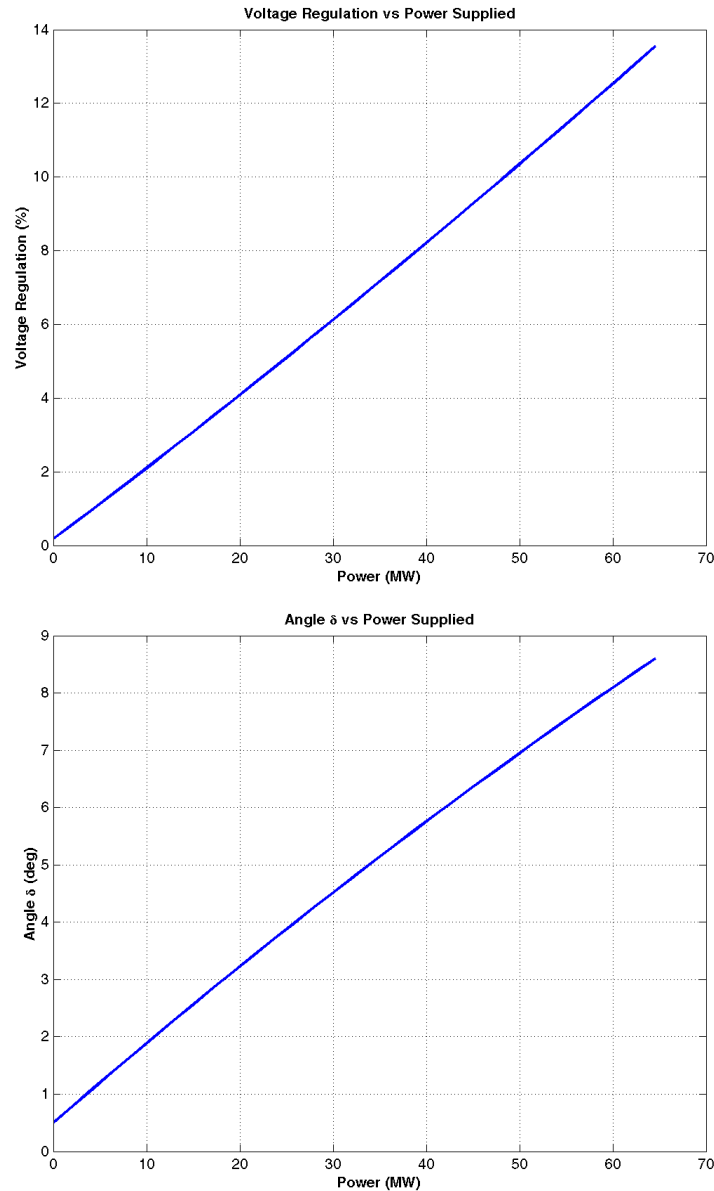 Voltage Regulation vs Power Supplied
14
12
10
8
6
4
2
0
Voltage Regulation (%)
0 10 20 30 40 50 60 70
Power (MW)
Angle δ vs Power Supplied
9
8
7
6
5
4
3
2
1
0
Angle δ (deg)
0 10 20 30 40 50 60 70
Power (MW)